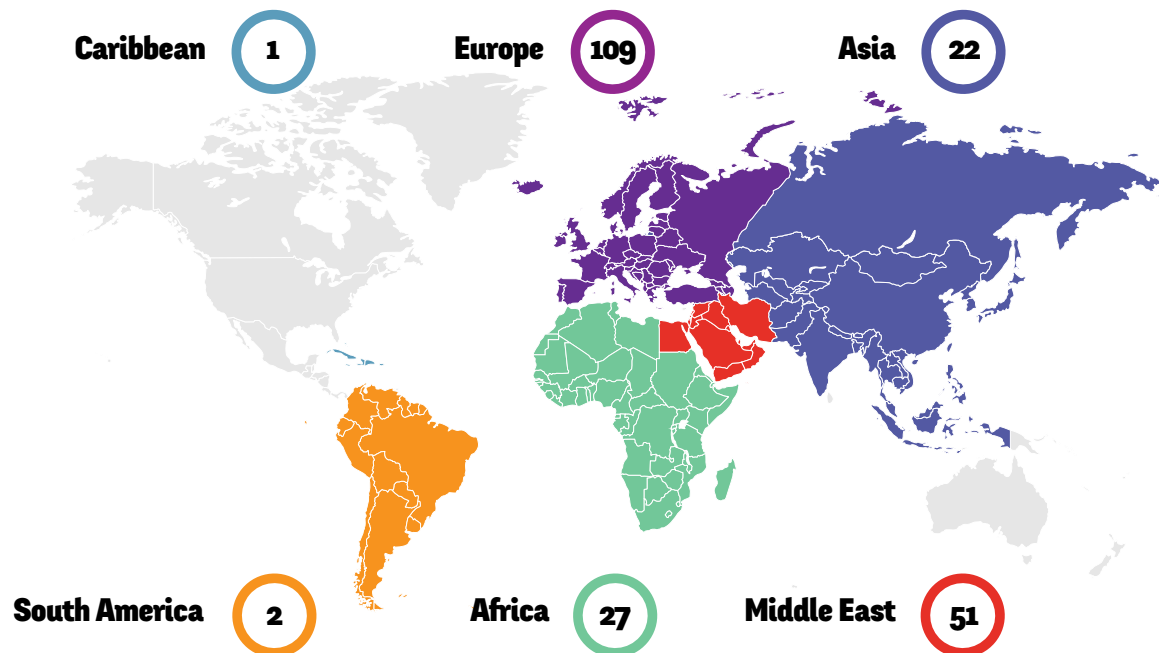 Caribbean 1
Europe 109
Asia 22
South America 2
Africa 27
Middle East 51